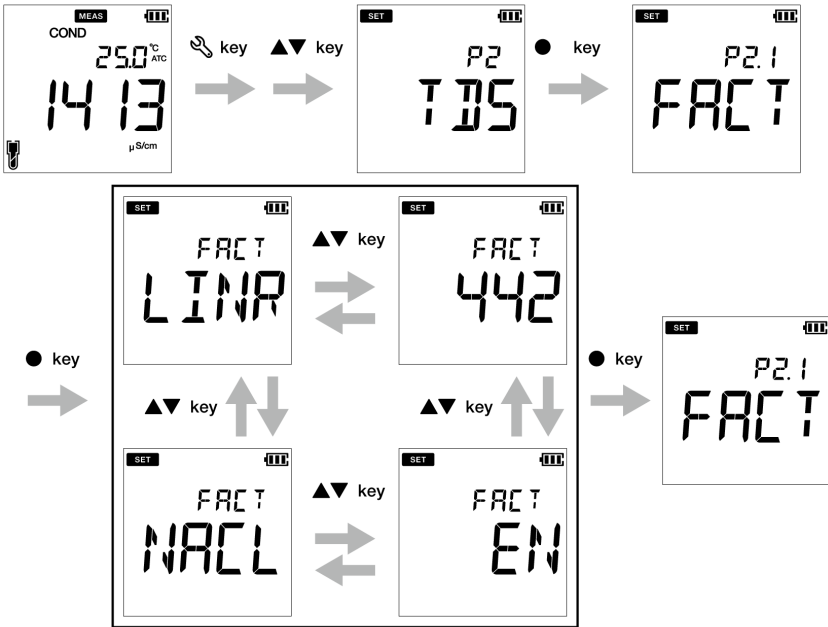 MEAS
COND
25.0 °C
ATC
1413
µS/cm
key
▲▼ key
SET
P2
TDS
● key
SET
P2.1
FACT
● key
SET
FACT
LINR
▲▼ key
SET
FACT
442
▲▼ key
▲▼ key
SET
FACT
NACL
▲▼ key
SET
FACT
EN
● key
SET
P2.1
FACT